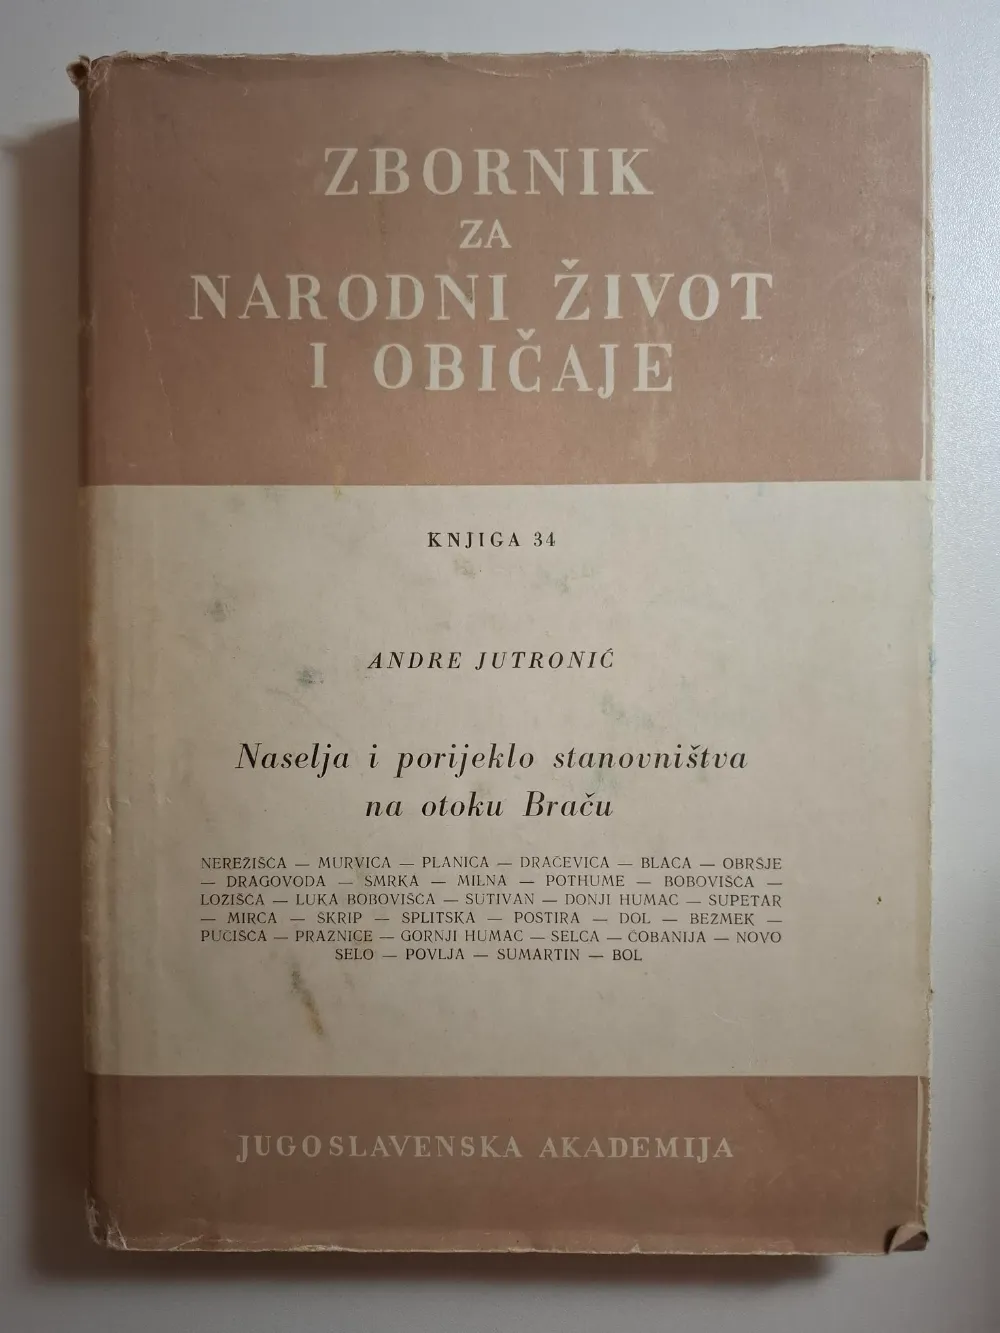 ZBORNIK
ZA
NARODNI ŽIVOT
I OBIČAJE
KNJIGA 34
ANDRE JUTRONIĆ
Naselja i porijeklo stanovništva
na otoku Braču
NEREŽIŠĆA — MURVICA — PLANICA — DRAČEVICA — BLACA — OBRŠJE
— DRAGOVODA — SMRKA — MILNA — POTHUME — BOBOVIŠĆA —
LOŽIŠĆA — LUKA BOBOVIŠĆA — SUTIVAN — DONJI HUMAC — SUPETAR
— MIRCA — ŠKRIP — SPLITSKA — POSTIRA — DOL — BEZMEK —
PUČIŠĆA — PRAŽNICE — GORNJI HUMAC — SELCA — ČOBANIJA — NOVO
SELO — POVLJA — SUMARTIN — BOL
JUGOSLAVENSKA AKADEMIJA